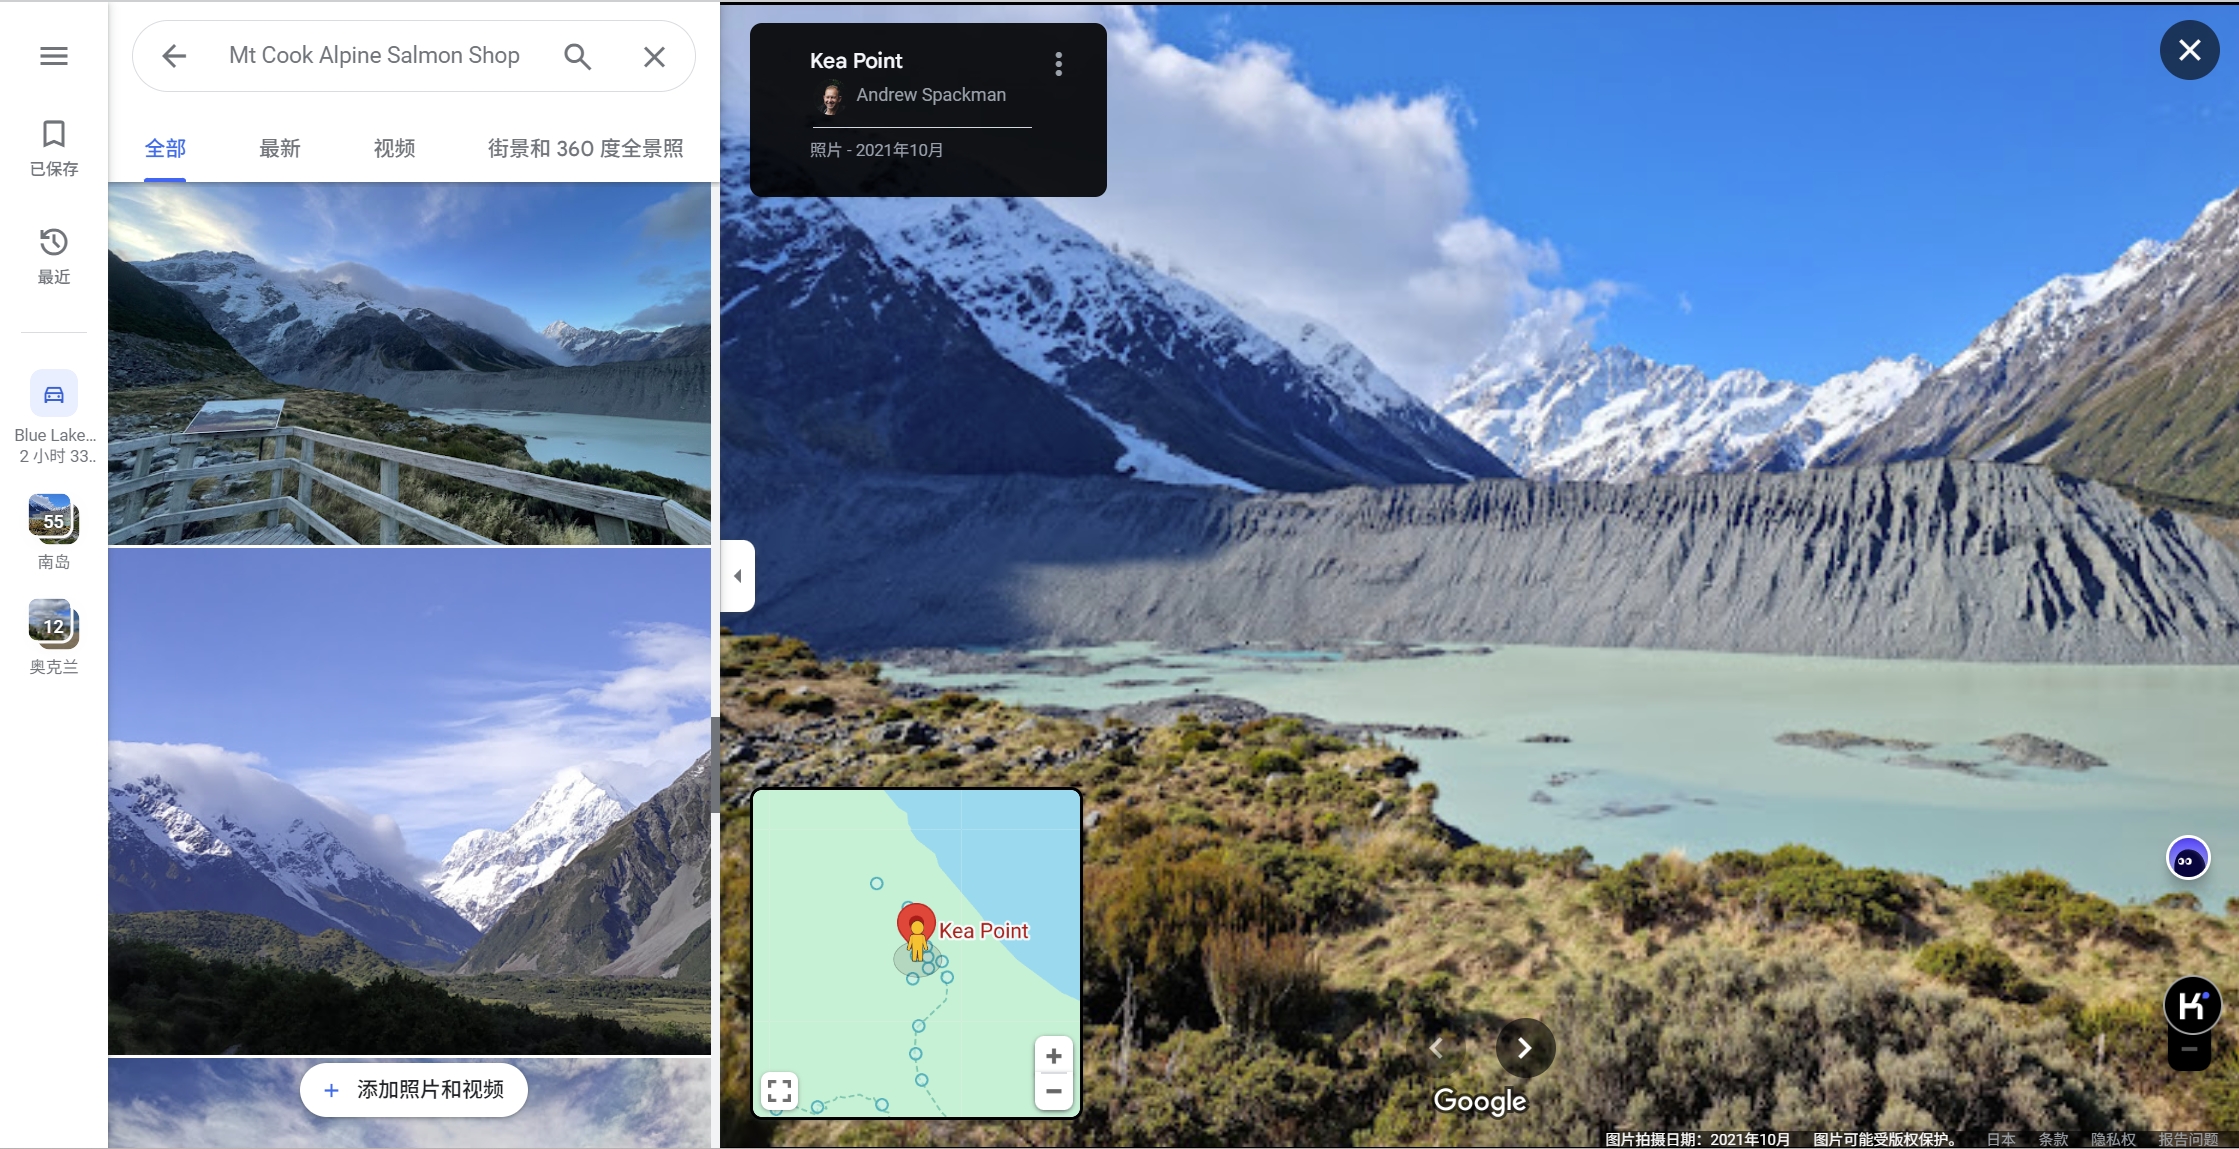 Mt Cook Alpine Salmon Shop
全部
最新
视频
街景和 360 度全景照
已保存
最近
Blue Lake...
2 小时 33..
55
南岛
12
奥克兰
添加照片和视频
Kea Point
Andrew Spackman
照片 - 2021年10月
Kea Point
Google
图片拍摄日期：2021年10月
图片可能受版权保护。
日本
条款
隐私权
报告问题